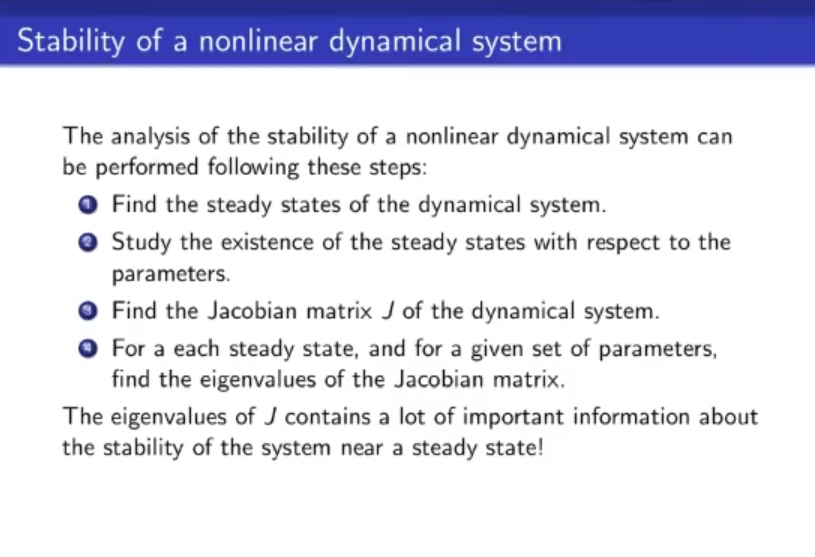 Stability of a nonlinear dynamical system
The analysis of the stability of a nonlinear dynamical system can
be performed following these steps:
1 Find the steady states of the dynamical system.
2 Study the existence of the steady states with respect to the
parameters.
3 Find the Jacobian matrix J of the dynamical system.
4 For a each steady state, and for a given set of parameters,
find the eigenvalues of the Jacobian matrix.
The eigenvalues of J contains a lot of important information about
the stability of the system near a steady state!